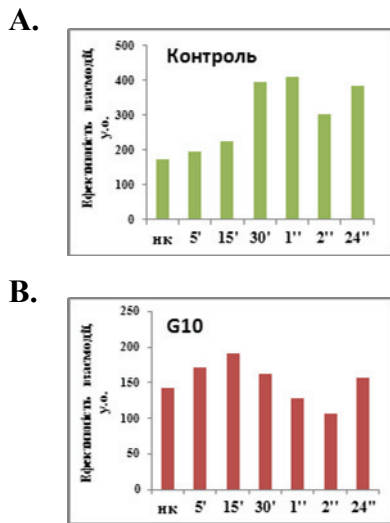 А.
Контроль
Ефективність взаємодії,
у.о.
500
400
300
200
100
0
нк 5' 15' 30' 1'' 2'' 24''
В.
G10
Ефективність взаємодії,
у.о.
250
200
150
100
50
0
нк 5' 15' 30' 1'' 2'' 24''